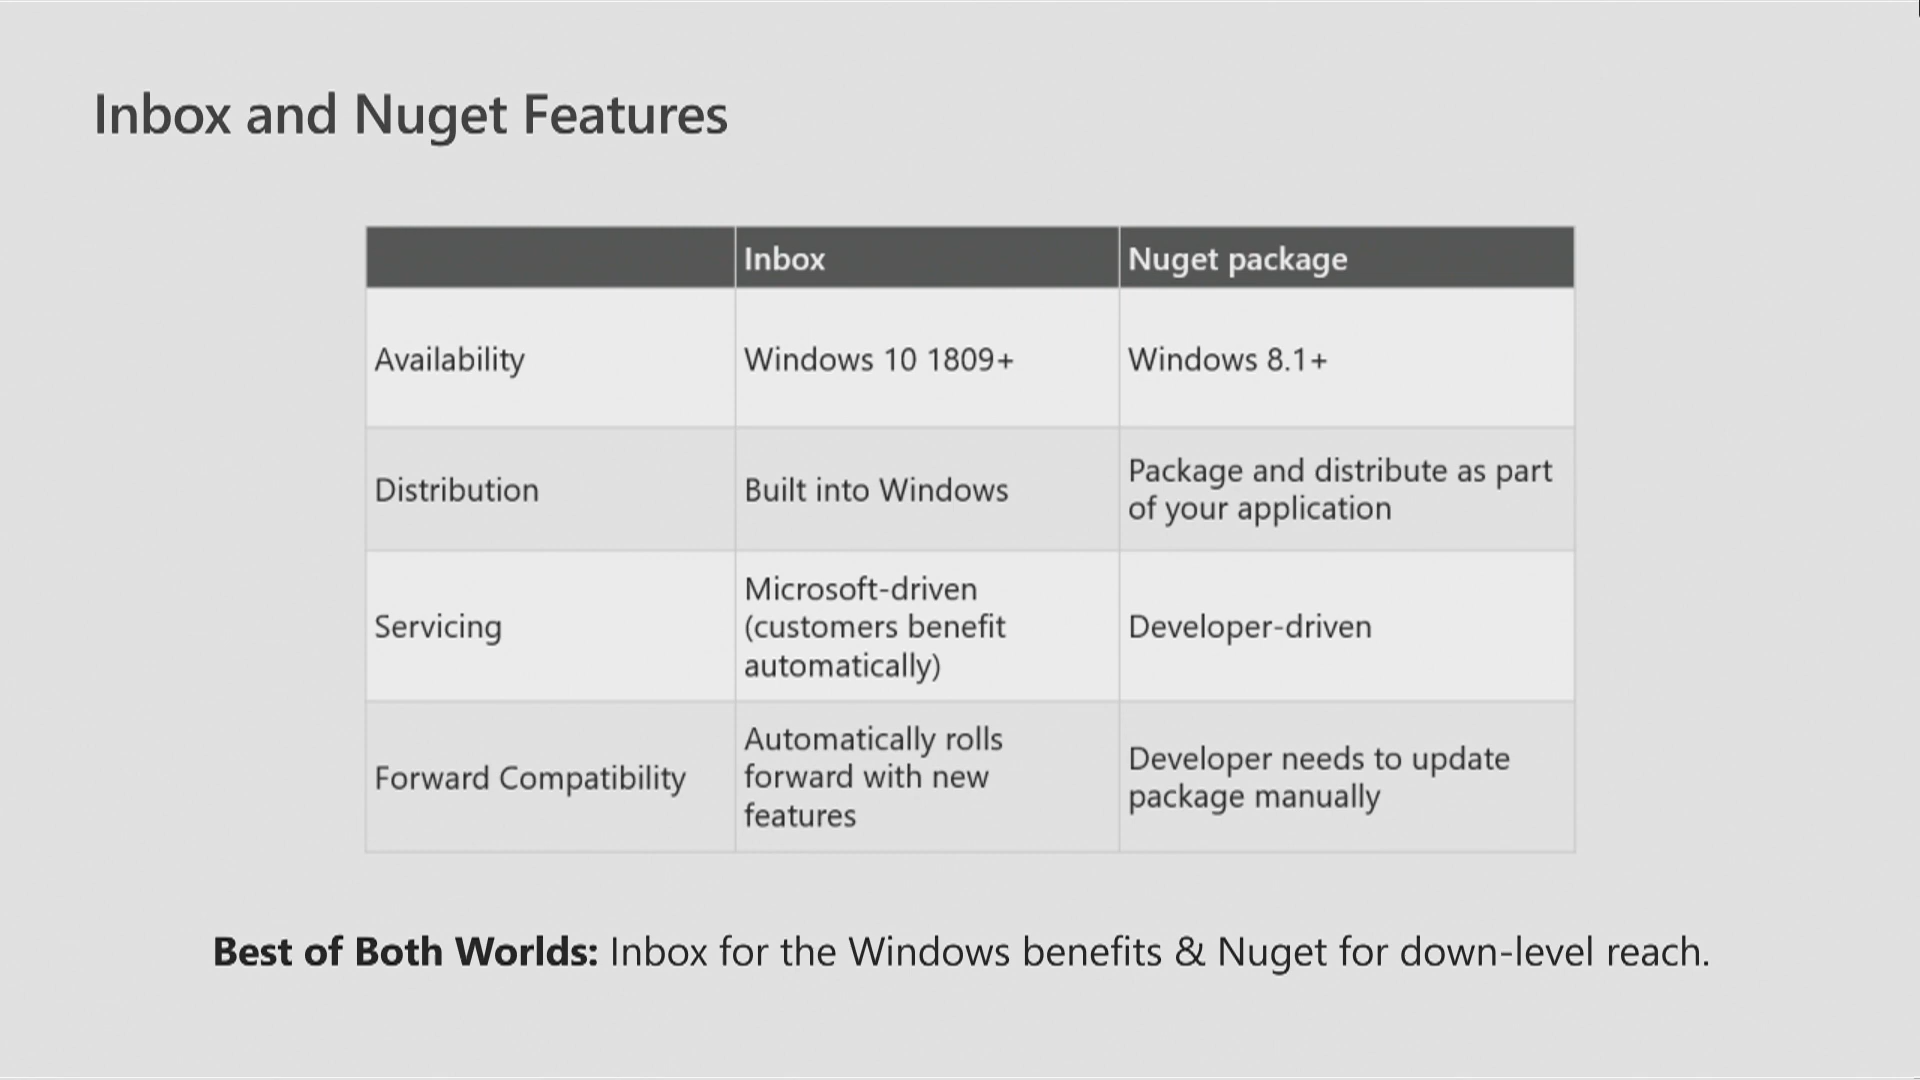 Inbox and Nuget Features
Inbox
Nuget package
Availability
Windows 10 1809+
Windows 8.1+
Distribution
Built into Windows
Package and distribute as part
of your application
Servicing
Microsoft-driven
(customers benefit
automatically)
Developer-driven
Forward Compatibility
Automatically rolls
forward with new
features
Developer needs to update
package manually
Best of Both Worlds: Inbox for the Windows benefits & Nuget for down-level reach.